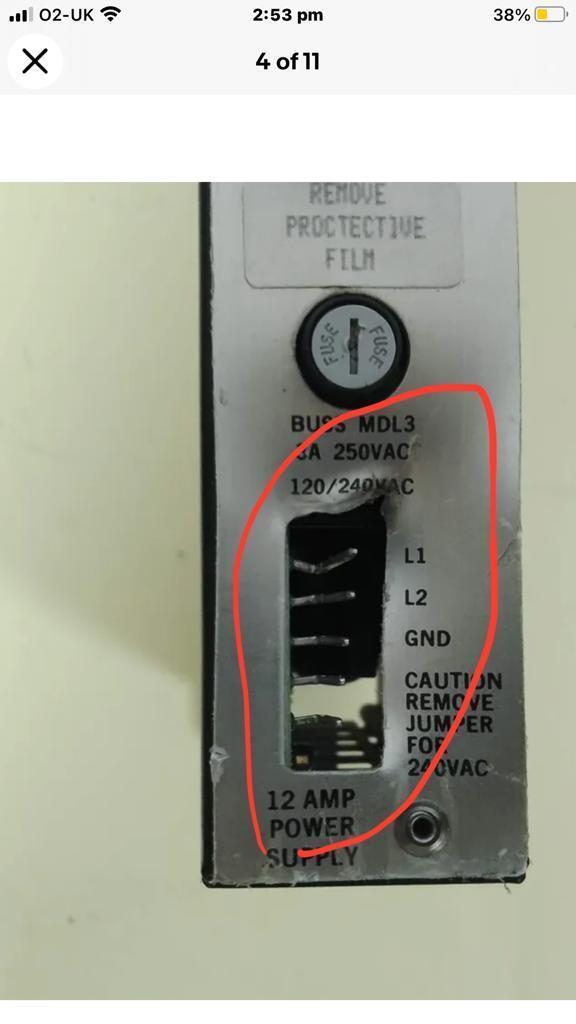 O2-UK
2:53 pm
38%
4 of 11
REMOVE
PROCTECTIVE
FILM
FUSE FUSE
BUSS MDL3
3A 250VAC
120/240VAC
L1
L2
GND
CAUTION
REMOVE
JUMPER
FOR
240VAC
12 AMP
POWER
SUPPLY